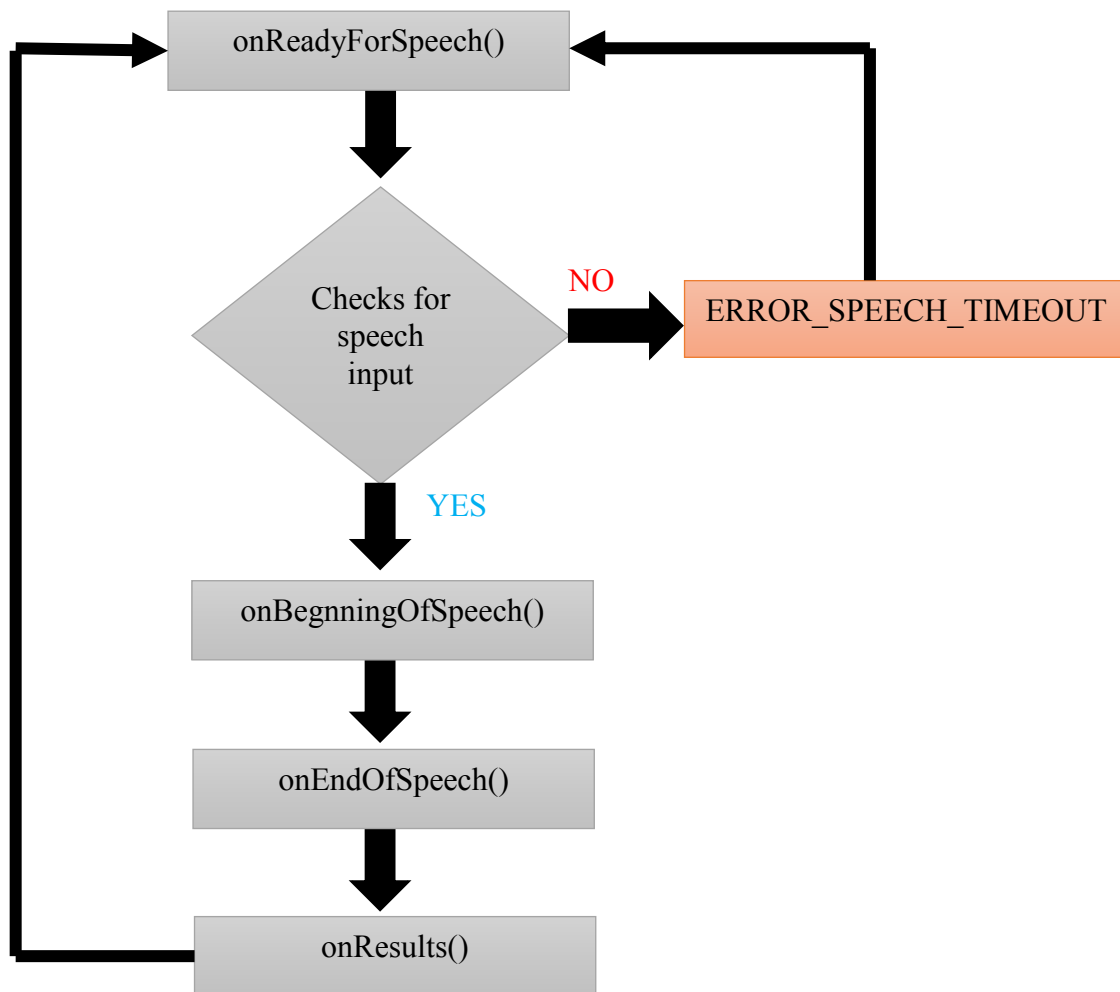 onReadyForSpeech()
Checks for
speech
input
NO
ERROR_SPEECH_TIMEOUT
YES
onBegnningOfSpeech()
onEndOfSpeech()
onResults()